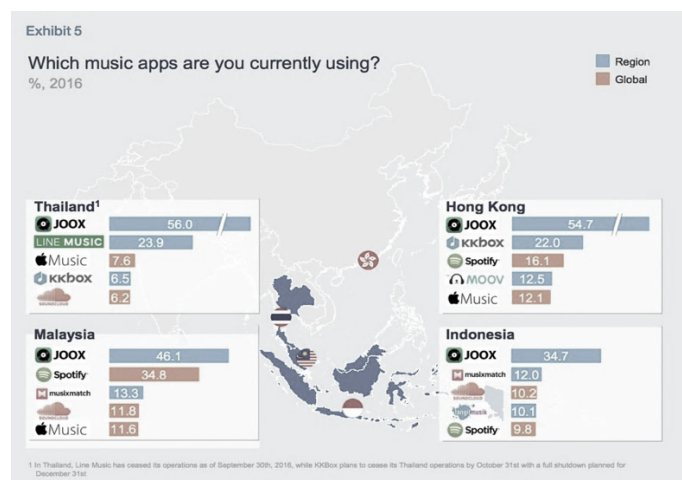 Exhibit 5
Which music apps are you currently using?
%, 2016
Region
Global
Thailand1
JOOX 56.0
LINE MUSIC 23.9
Music 7.6
KKBOX 6.5
SOUNDCLOUD 6.2
Hong Kong
JOOX 54.7
KKBOX 22.0
Spotify 16.1
MOOV 12.5
Music 12.1
Malaysia
JOOX 46.1
Spotify 34.8
musixmatch 13.3
SOUNDCLOUD 11.8
Music 11.6
Indonesia
JOOX 34.7
musixmatch 12.0
SOUNDCLOUD 10.2
langitmusik 10.1
Spotify 9.8
1 In Thailand, Line Music has ceased its operations as of September 30th, 2016, while KKBox plans to cease its Thailand operations by October 31st with a full shutdown planned for
December 31st